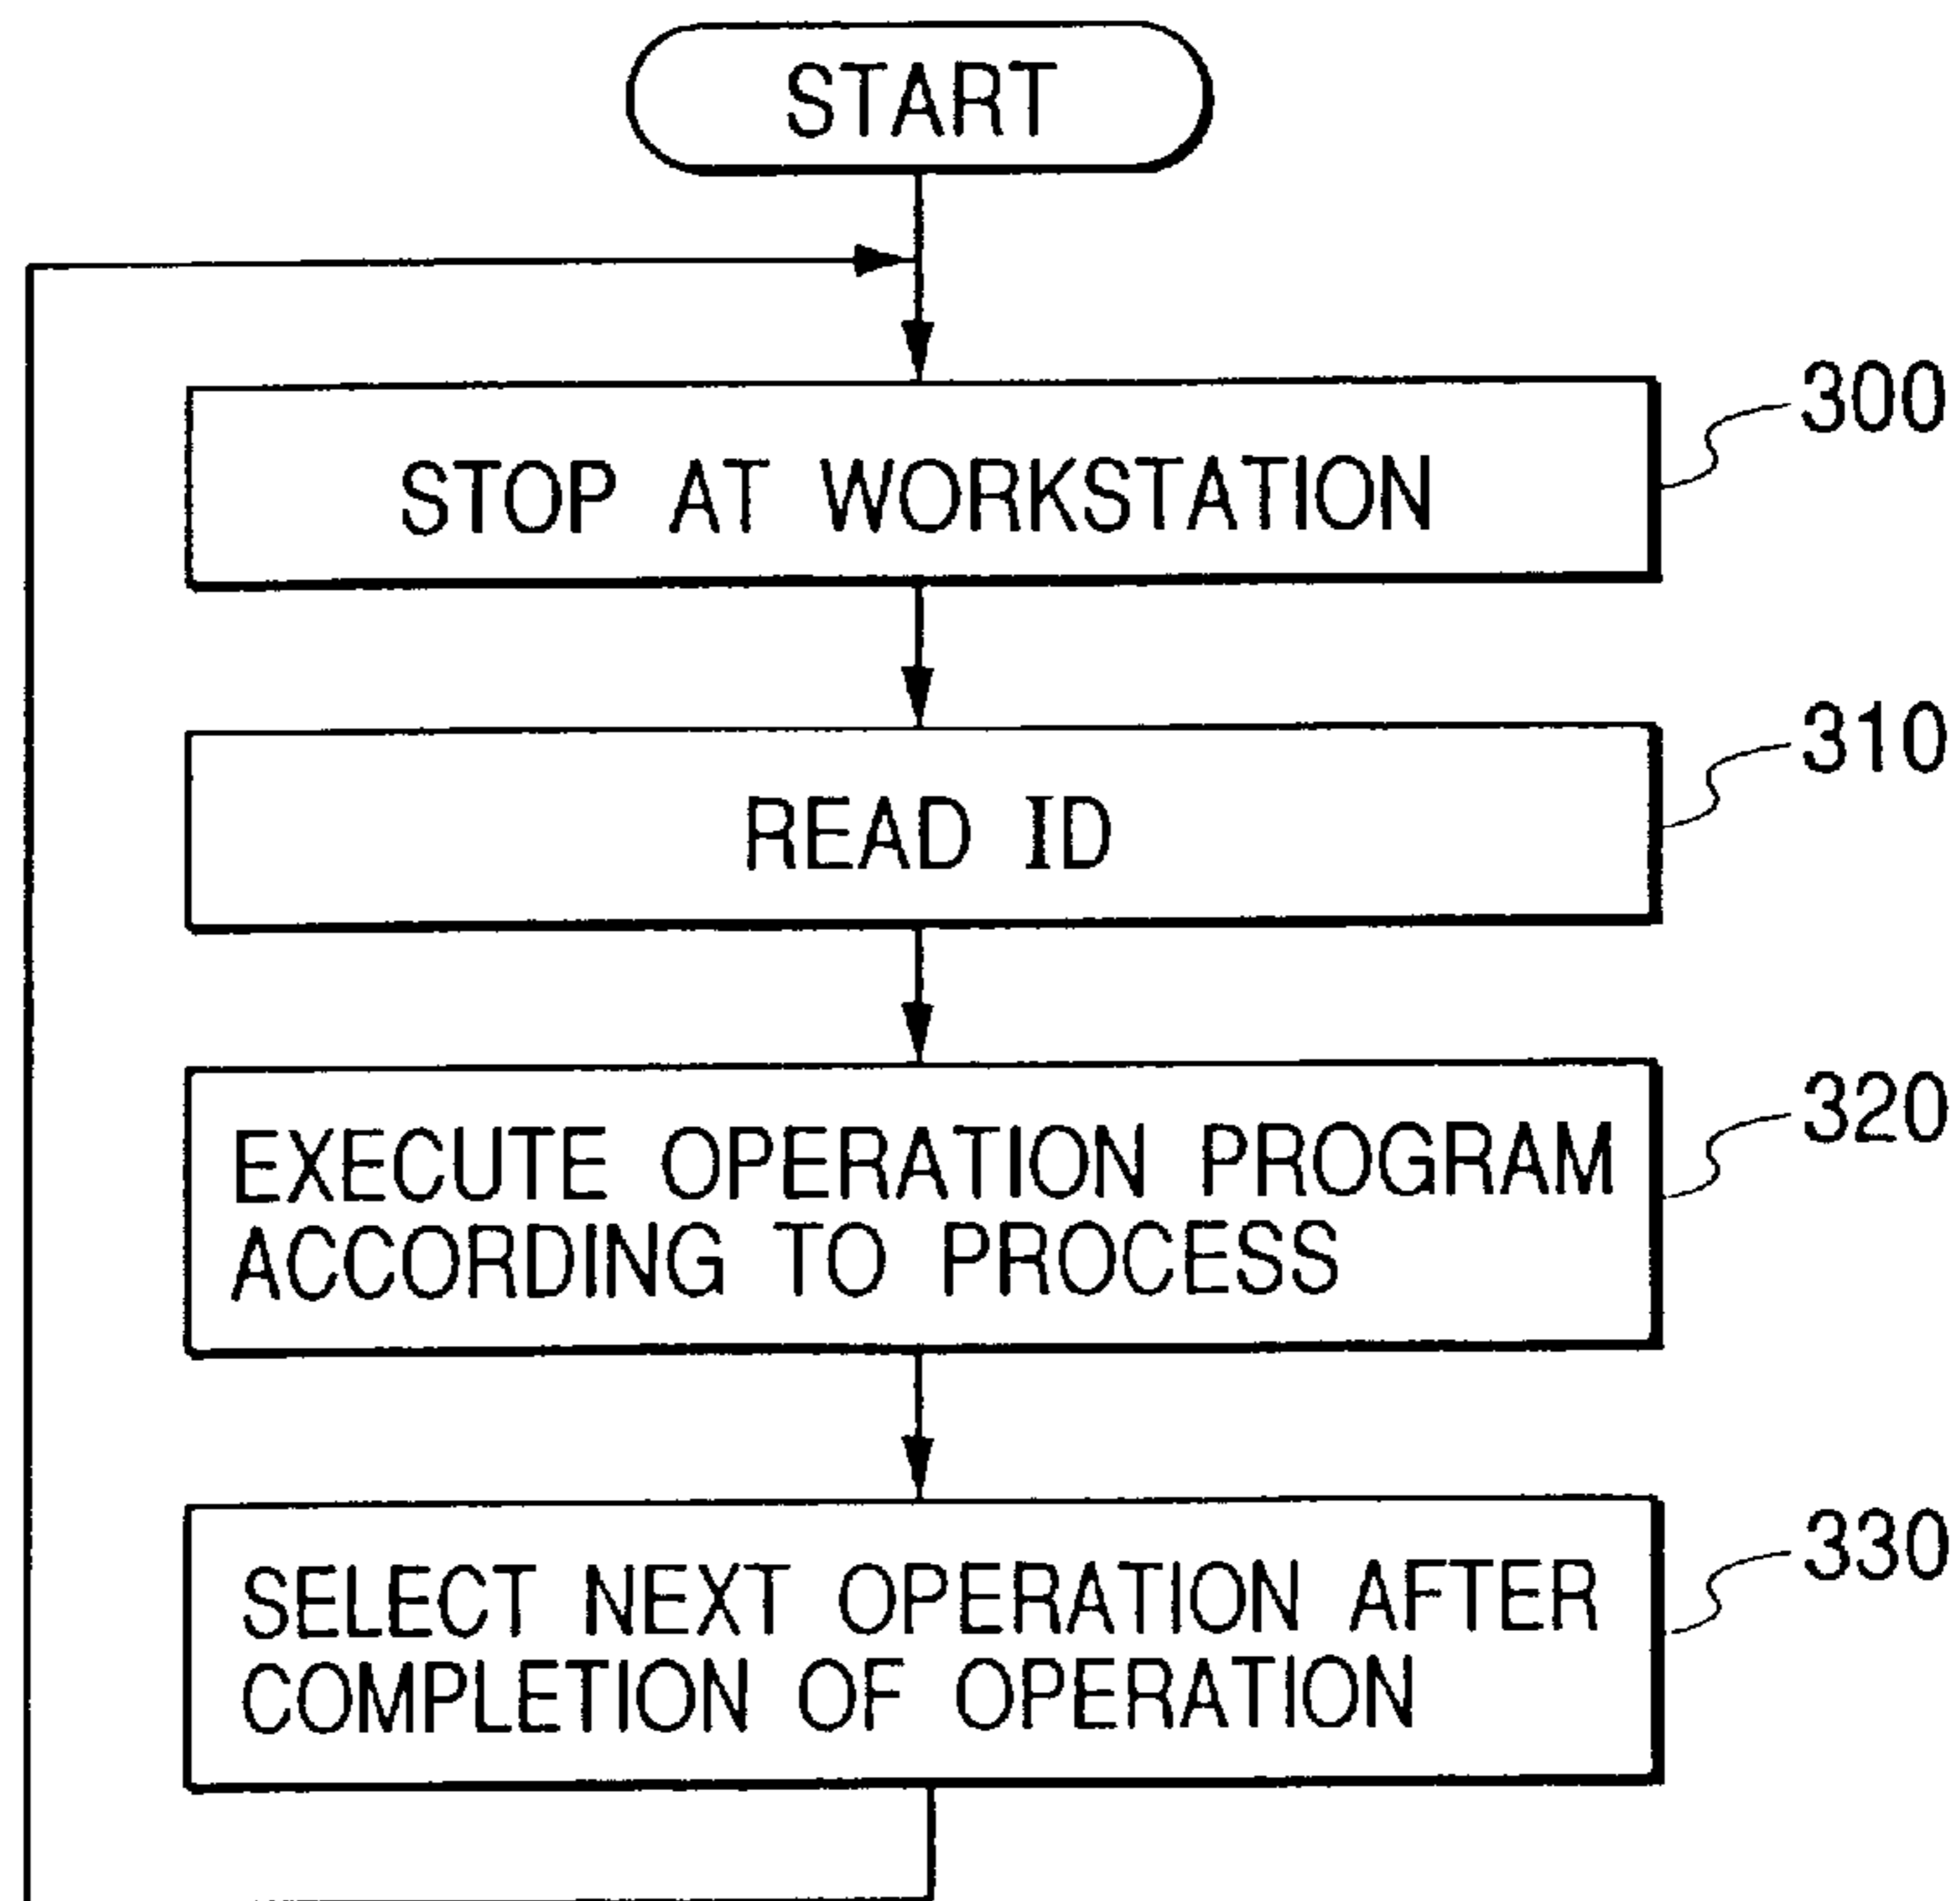 START
STOP AT WORKSTATION
300
READ ID
310
EXECUTE OPERATION PROGRAM
ACCORDING TO PROCESS
320
SELECT NEXT OPERATION AFTER
COMPLETION OF OPERATION
330